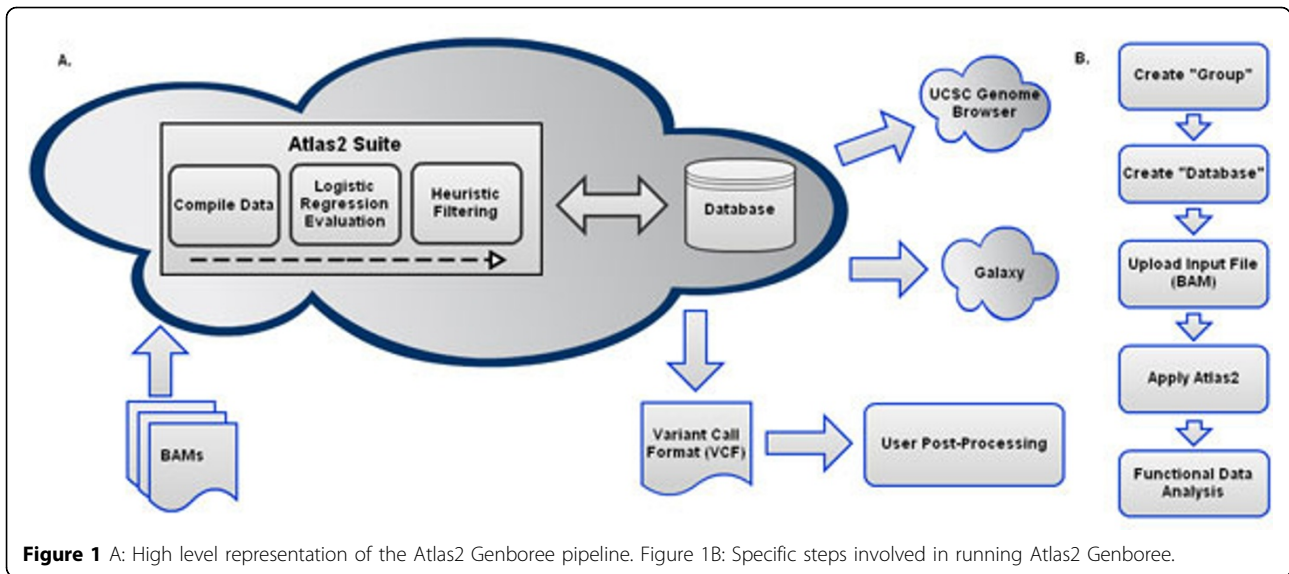 A.
Atlas2 Suite
Compile Data
Logistic
Regression
Evaluation
Heuristic
Filtering
Database
BAMs
UCSC Genome
Browser
Galaxy
Variant Call
Format (VCF)
User Post-Processing
B.
Create "Group"
Create "Database"
Upload Input File
(BAM)
Apply Atlas2
Functional Data
Analysis
Figure 1 A: High level representation of the Atlas2 Genboree pipeline. Figure 1B: Specific steps involved in running Atlas2 Genboree.